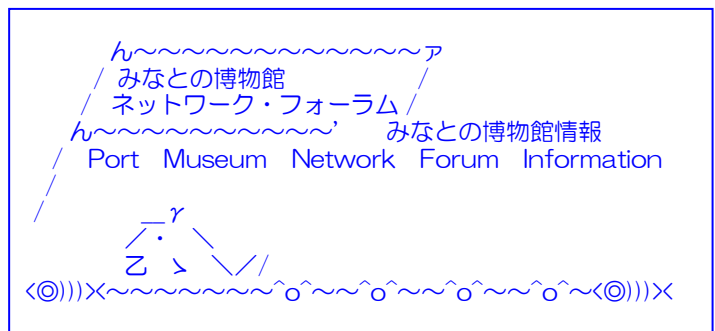 ん～～～～～～～～～～～～～ァ
/ みなとの博物館 /
/ ネットワーク・フォーラム /
ん～～～～～～～～～～～’ みなとの博物館情報
/ Port Museum Network Forum Information
/
/ ＿γ
／・ ＼
乙 ゝ ＼／/
<◎)))><～～～～～～～^o^～～^o^～～^o^～～^o^～<◎)))><